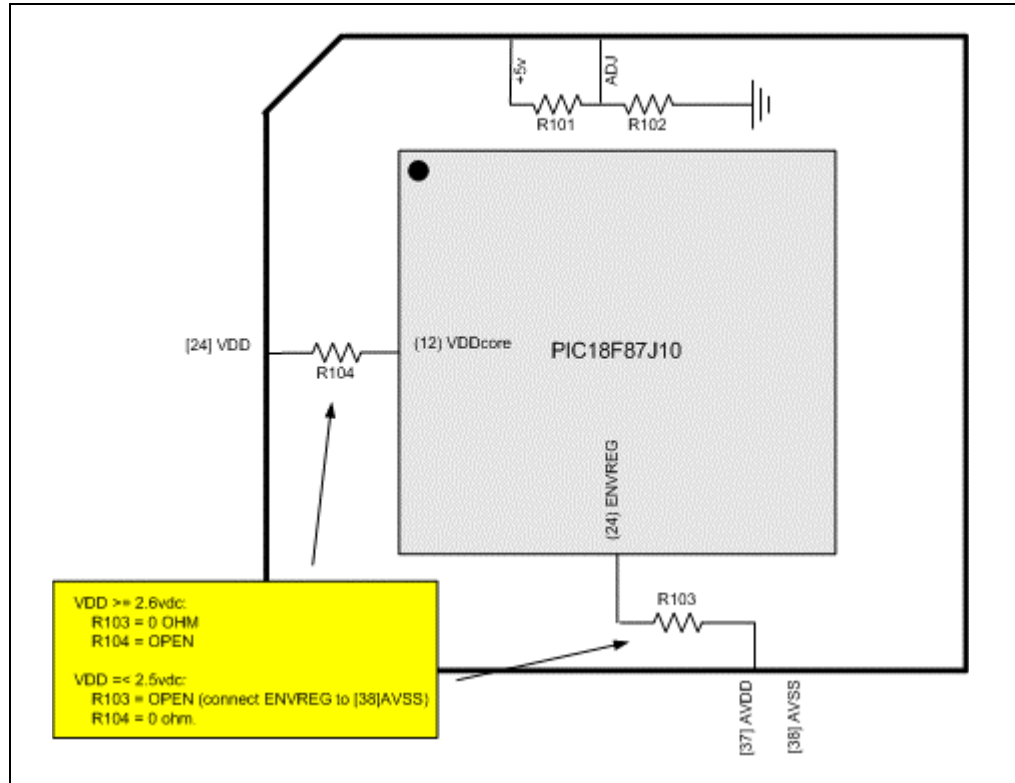 +5v
ADJ
R101
R102
[24] VDD
R104
(12) VDDcore
PIC18F87J10
(24) ENVREG
R103
VDD >= 2.6vdc:
R103 = 0 OHM
R104 = OPEN
VDD =< 2.5vdc:
R103 = OPEN (connect ENVREG to [38]AVSS)
R104 = 0 ohm.
[37] AVDD
[38] AVSS